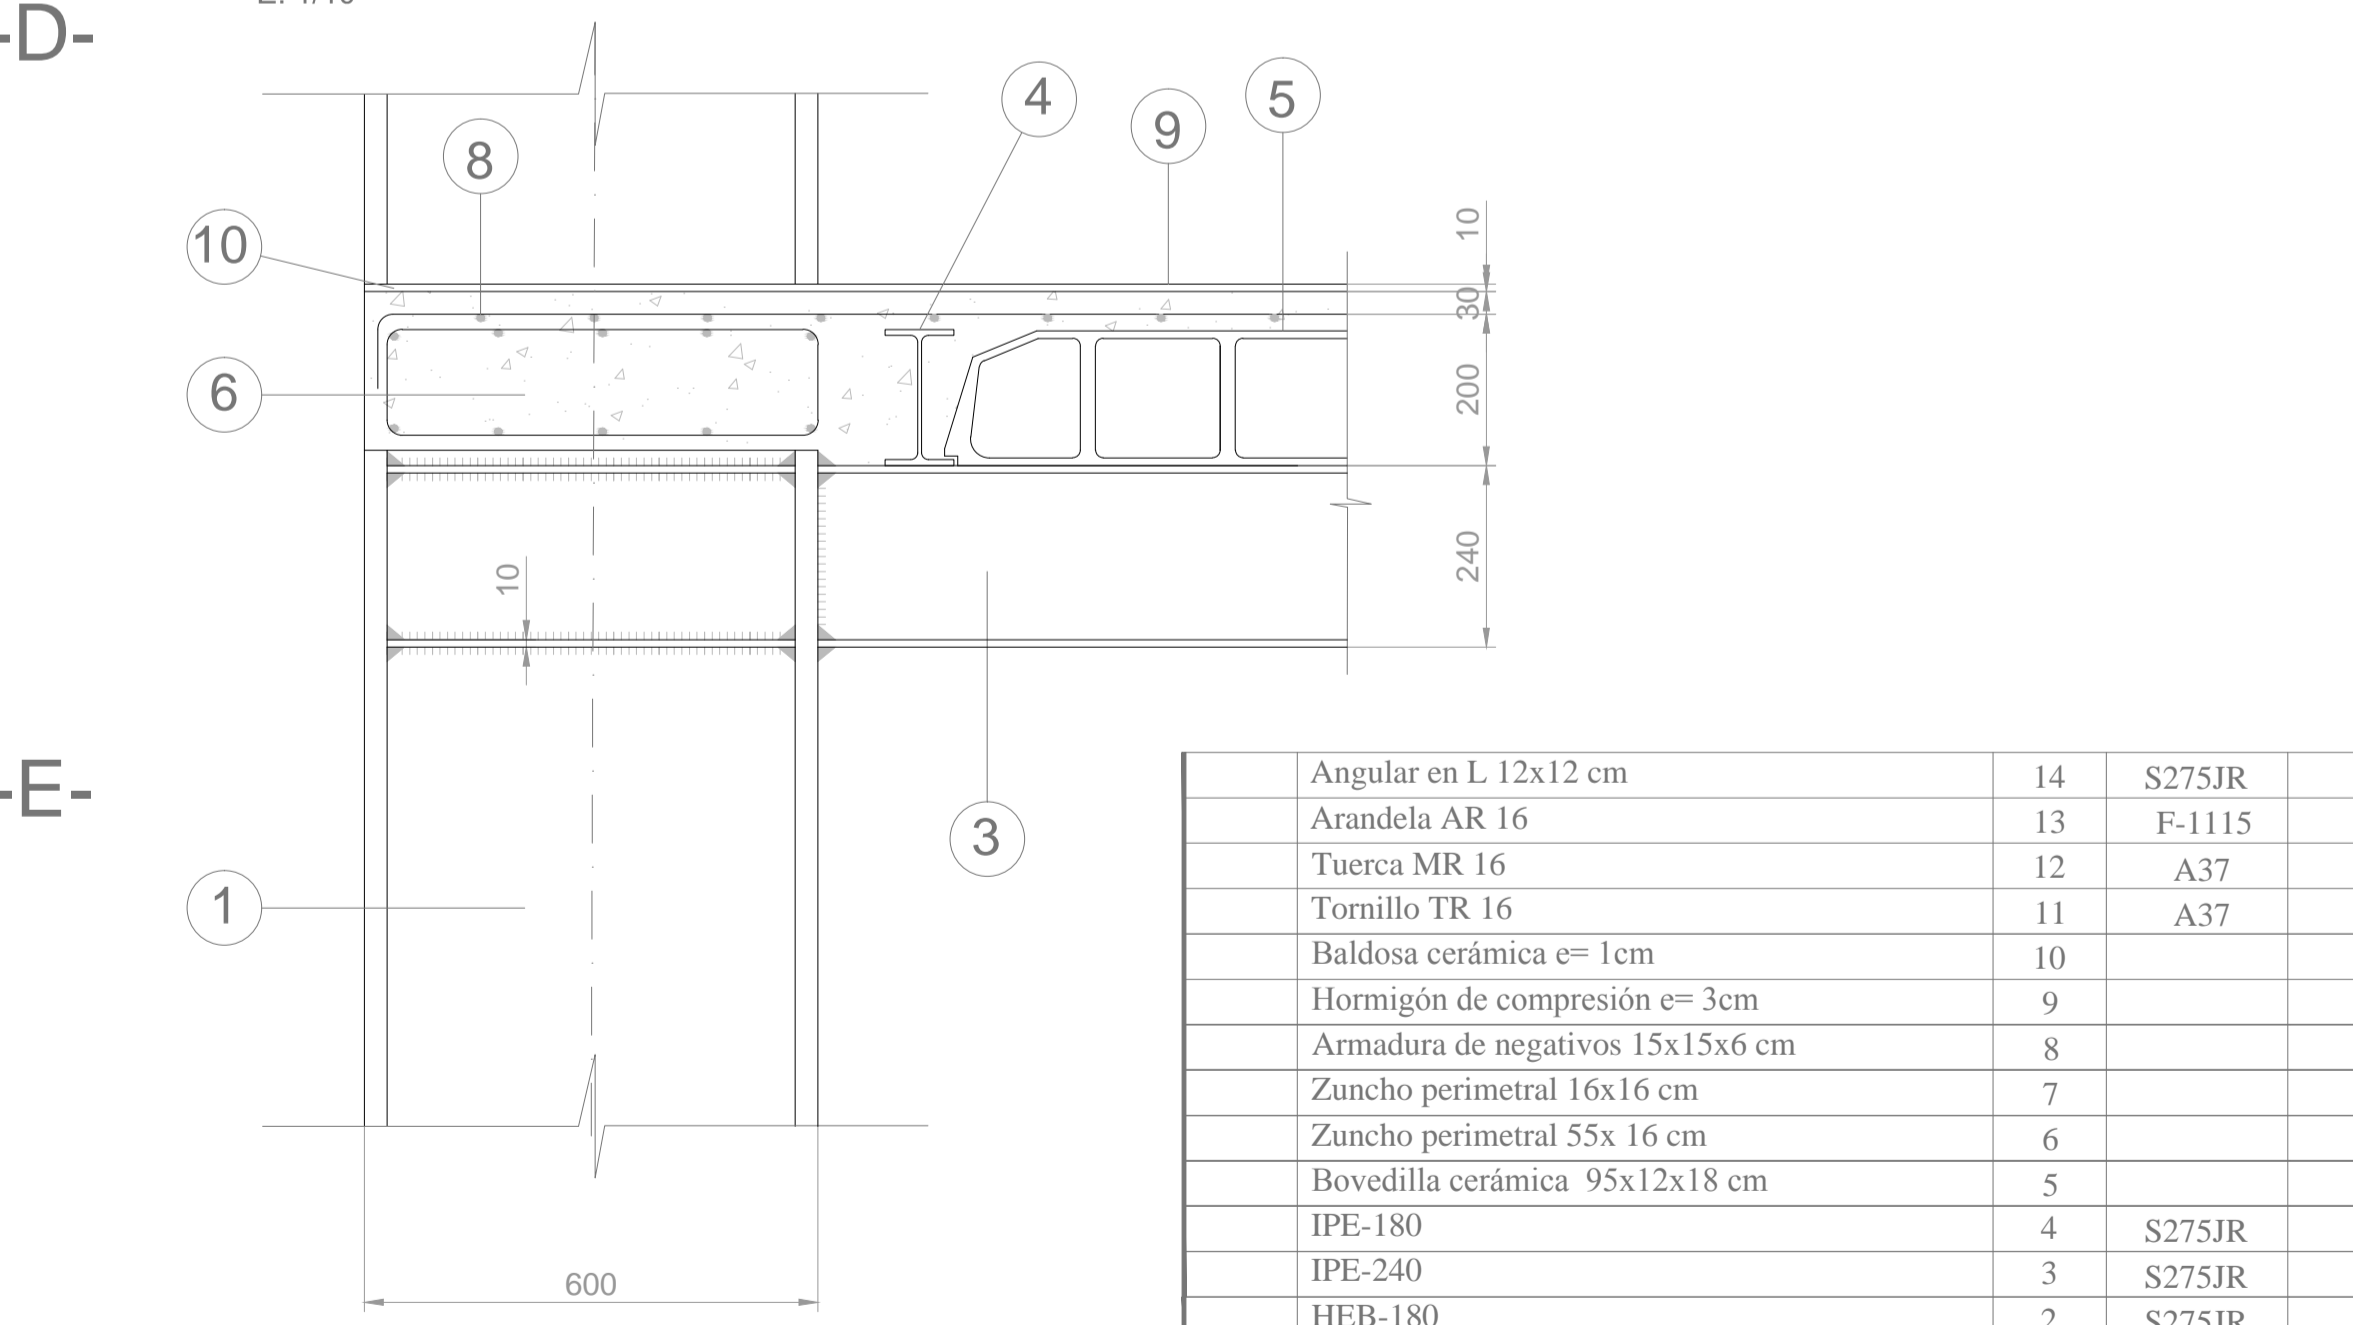 -D-
4
5
9
8
10
10
30
6
200
240
10
-E-
3
1
600
Angular en L 12x12 cm 14 S275JR
Arandela AR 16 13 F-1115
Tuerca MR 16 12 A37
Tornillo TR 16 11 A37
Baldosa cerámica e= 1cm 10
Hormigón de compresión e= 3cm 9
Armadura de negativos 15x15x6 cm 8
Zuncho perimetral 16x16 cm 7
Zuncho perimetral 55x 16 cm 6
Bovedilla cerámica 95x12x18 cm 5
IPE-180 4 S275JR
IPE-240 3 S275JR
HEB-180 2 S275JR